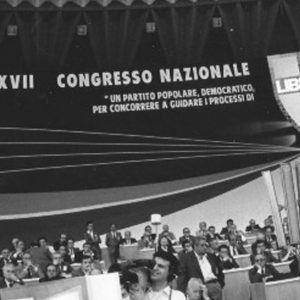 XVII CONGRESSO NAZIONALE
"UN PARTITO POPOLARE, DEMOCRATICO,
PER CONCORRERE A GUIDARE I PROCESSI DI
LIB